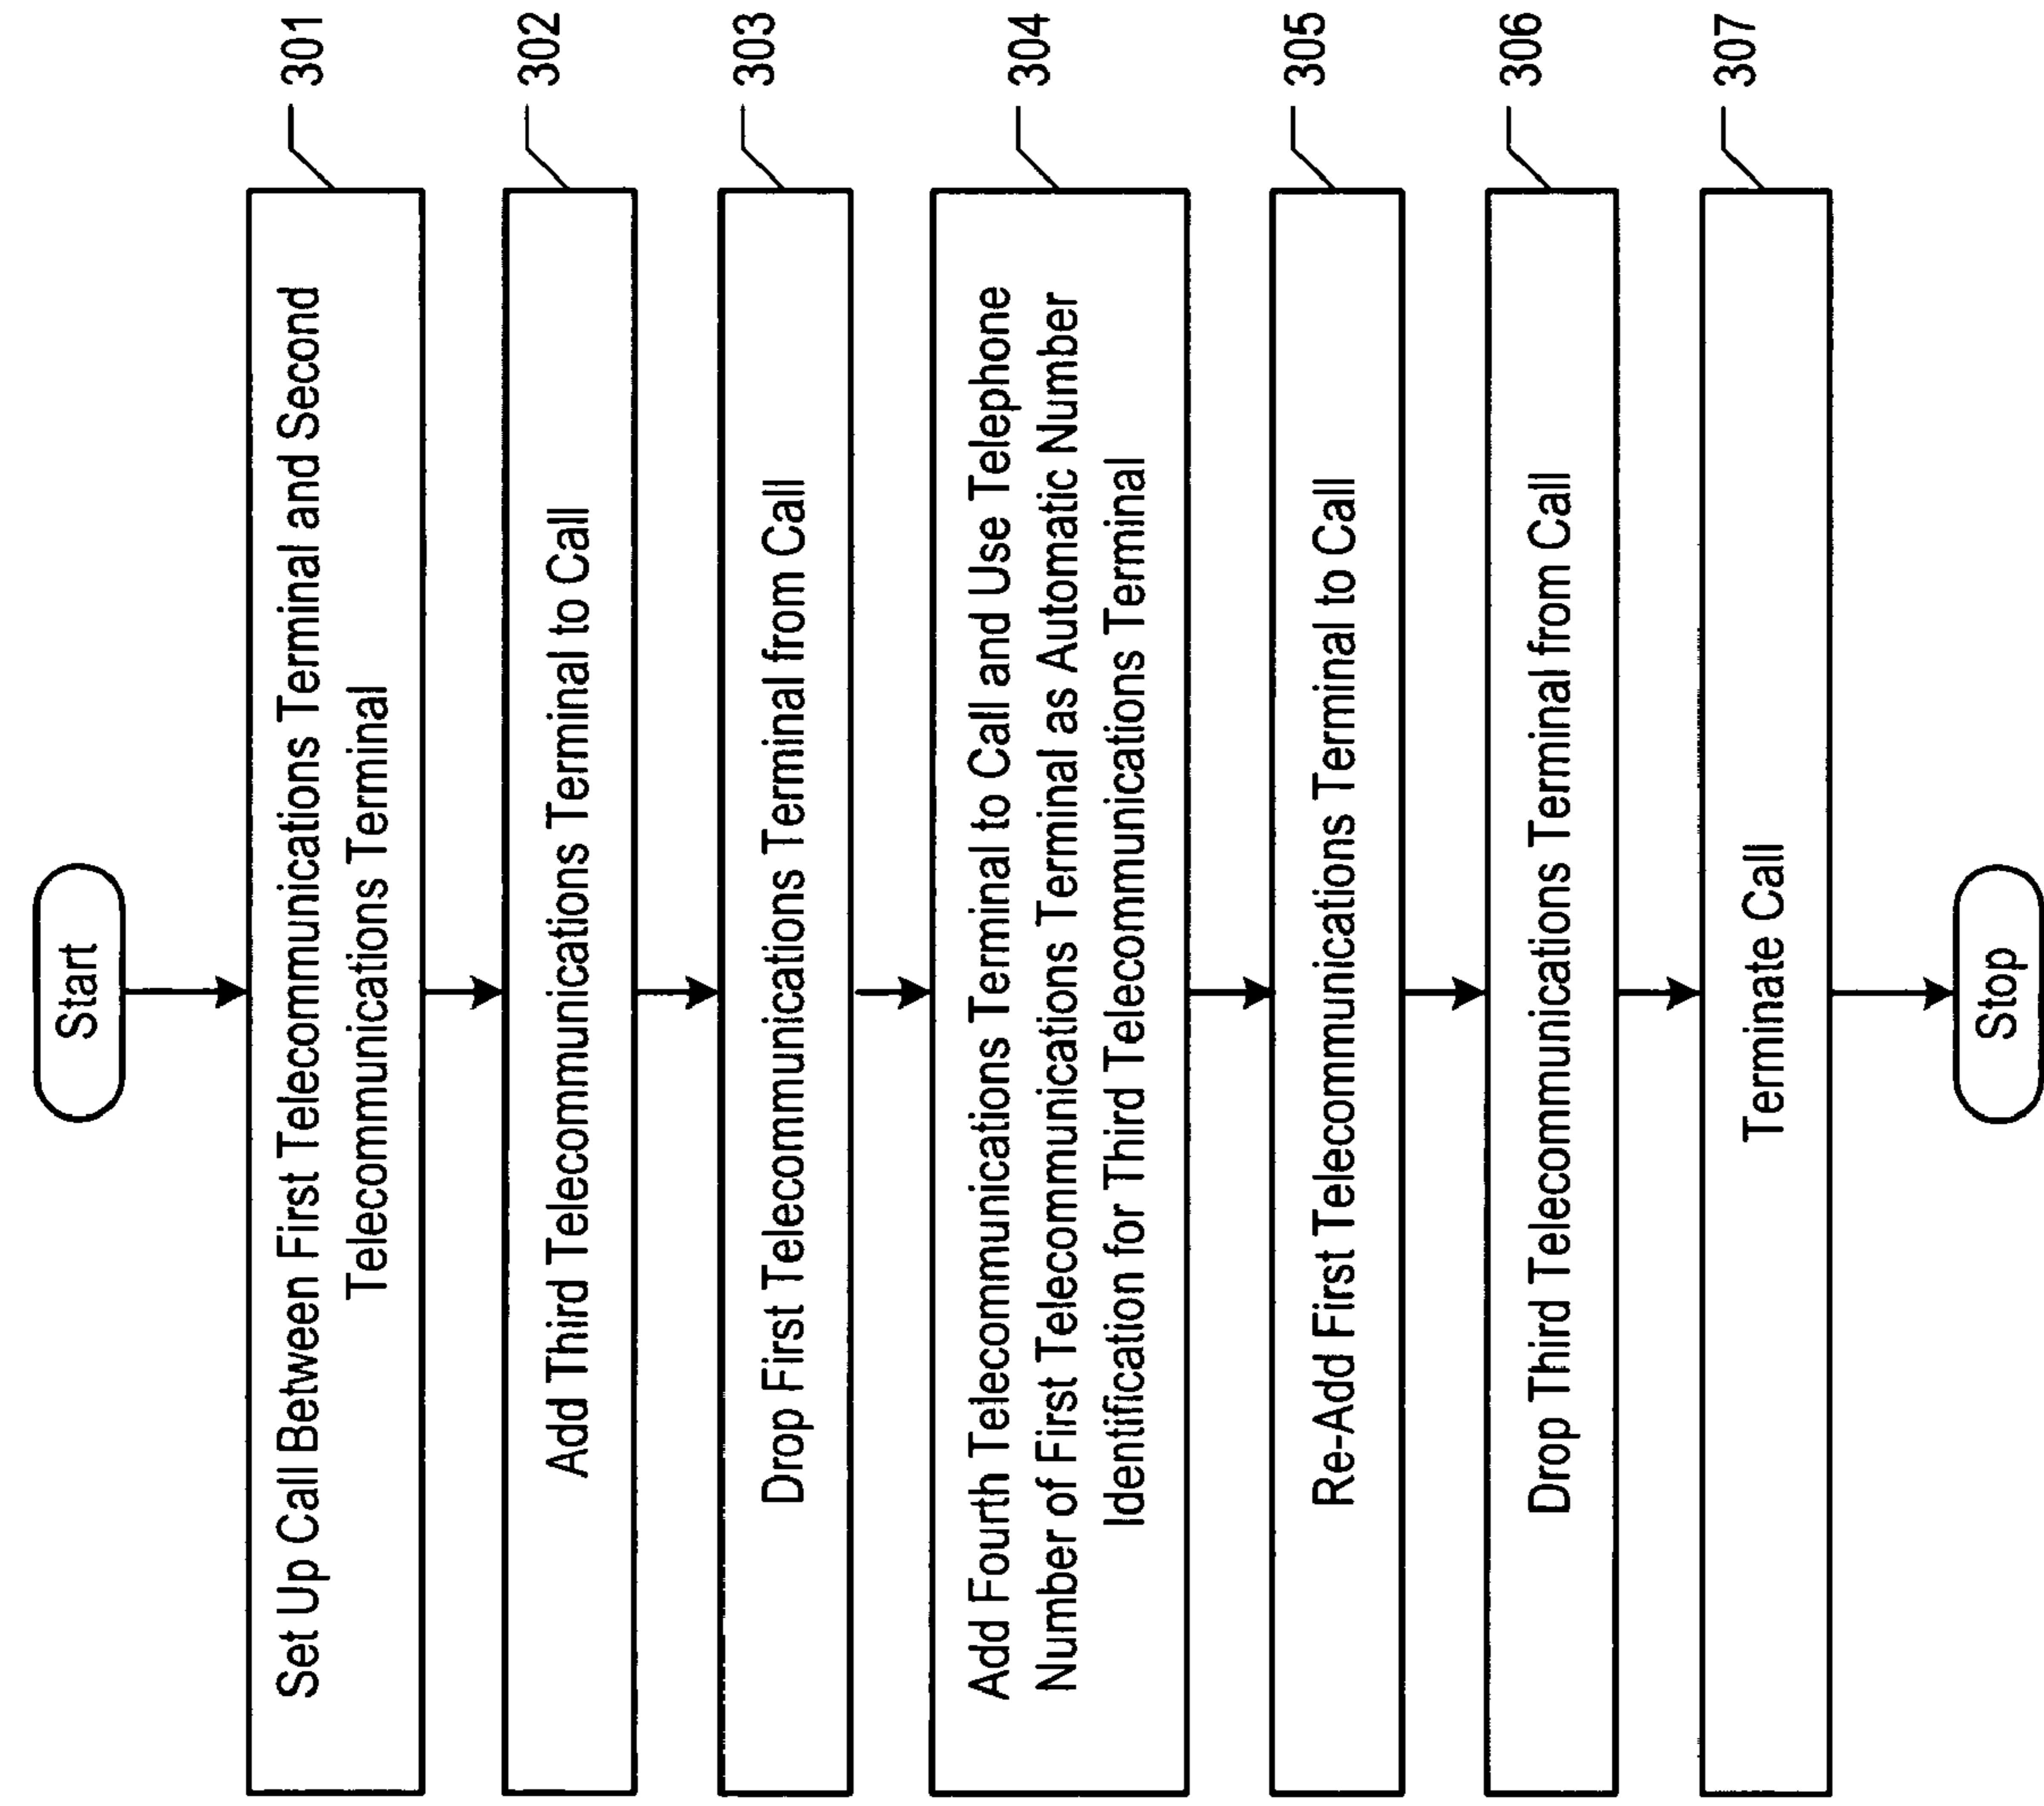 Start
Set Up Call Between First Telecommunications Terminal and Second
Telecommunications Terminal
301
Add Third Telecommunications Terminal to Call
302
Drop First Telecommunications Terminal from Call
303
Add Fourth Telecommunications Terminal to Call and Use Telephone
Number of First Telecommunications Terminal as Automatic Number
Identification for Third Telecommunications Terminal
304
Re-Add First Telecommunications Terminal to Call
305
Drop Third Telecommunications Terminal from Call
306
Terminate Call
307
Stop